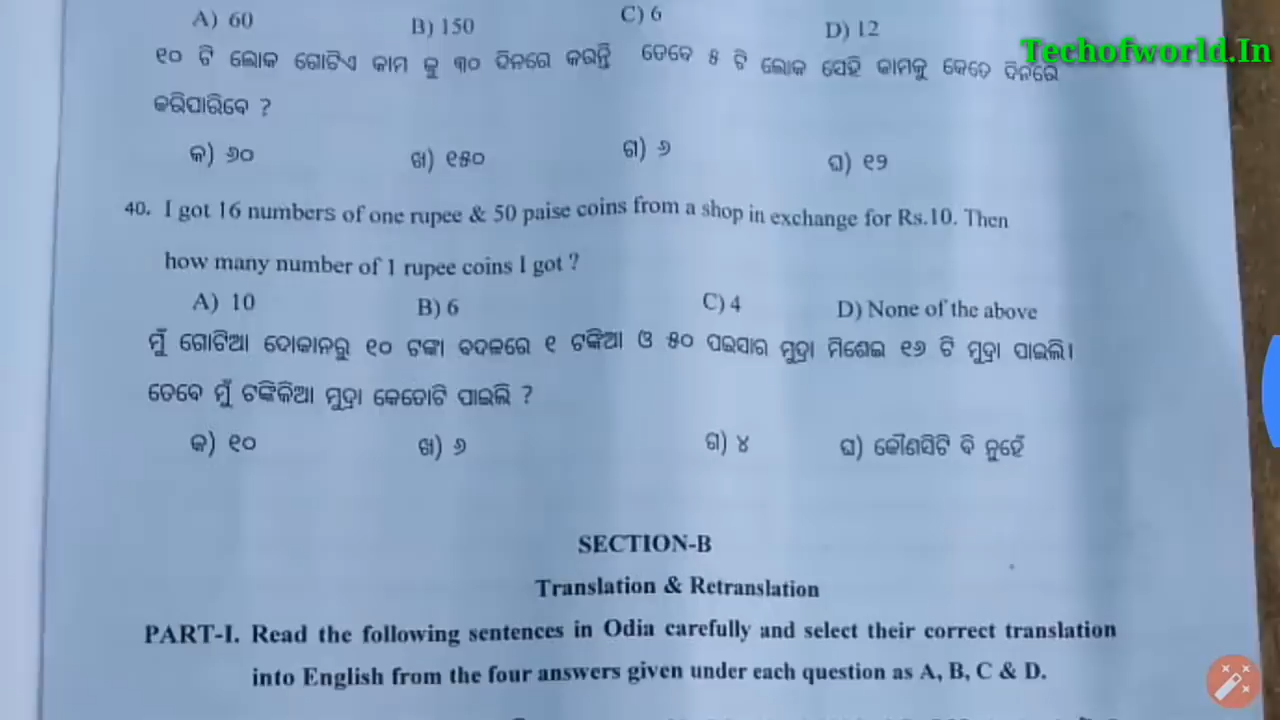 A) 60 B) 150 C) 6 D) 12
Techofworld.In
୧୦ ଟି ଲୋକ ଗୋଟିଏ କାମ କୁ ୩୦ ଦିନରେ କରନ୍ତି ତେବେ ୫ ଟି ଲୋକ ସେହି କାମକୁ କେତେ ଦିନରେ
କରିପାରିବେ ?
କ) ୬୦ ଖ) ୧୫୦ ଗ) ୬ ଘ) ୧୨
40. I got 16 numbers of one rupee & 50 paise coins from a shop in exchange for Rs.10. Then
how many number of 1 rupee coins I got ?
A) 10 B) 6 C) 4 D) None of the above
ମୁଁ ଗୋଟିଆ ଦୋକାନରୁ ୧୦ ଟଙ୍କା ବଦଳରେ ୧ ଟଙ୍କିଆ ଓ ୫୦ ପଇସାର ମୁଦ୍ରା ମିଶେଇ ୧୬ ଟି ମୁଦ୍ରା ପାଇଲି।
ତେବେ ମୁଁ ଟଙ୍କିକିଆ ମୁଦ୍ରା କେତୋଟି ପାଇଲି ?
କ) ୧୦ ଖ) ୬ ଗ) ୪ ଘ) କୌଣସିଟି ବି ନୁହେଁ
SECTION-B
Translation & Retranslation
PART-I. Read the following sentences in Odia carefully and select their correct translation
into English from the four answers given under each question as A, B, C & D.